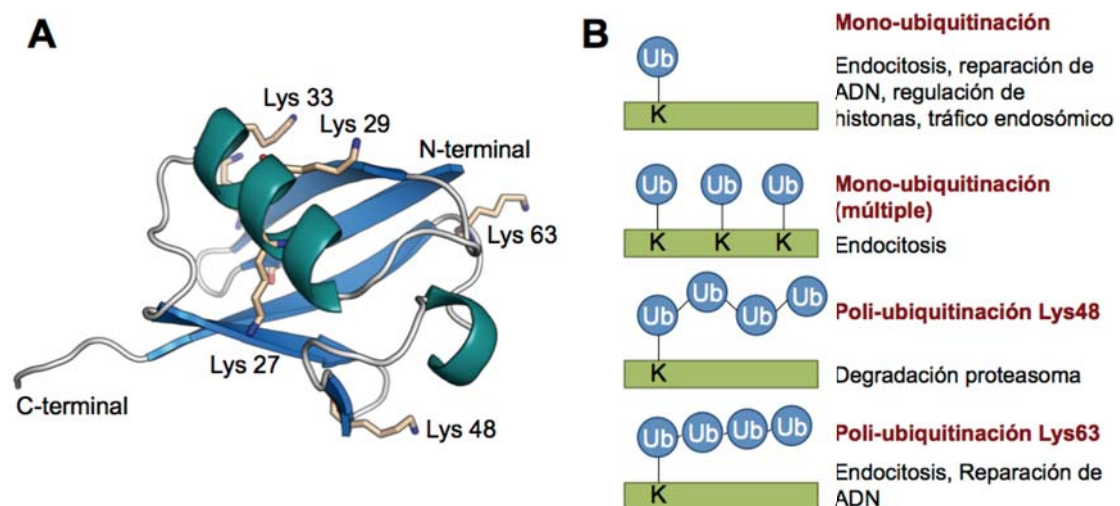 A
Lys 33
Lys 29
N-terminal
Lys 63
Lys 27
C-terminal
Lys 48
B
Mono-ubiquitinación
Ub
Endocitosis, reparación de
ADN, regulación de
histonas, tráfico endosómico
K
Ub Ub Ub
Mono-ubiquitinación
(múltiple)
K K K
Endocitosis
Ub Ub Ub Ub
Poli-ubiquitinación Lys48
K
Degradación proteasoma
Ub Ub Ub Ub
Poli-ubiquitinación Lys63
K
Endocitosis, Reparación de
ADN